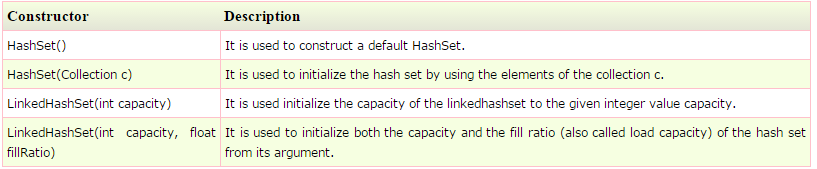 Constructor Description
HashSet() It is used to construct a default HashSet.
HashSet(Collection c) It is used to initialize the hash set by using the elements of the collection c.
LinkedHashSet(int capacity) It is used initialize the capacity of the linkedhashset to the given integer value capacity.
LinkedHashSet(int capacity, float It is used to initialize both the capacity and the fill ratio (also called load capacity) of the hash set
fillRatio) from its argument.